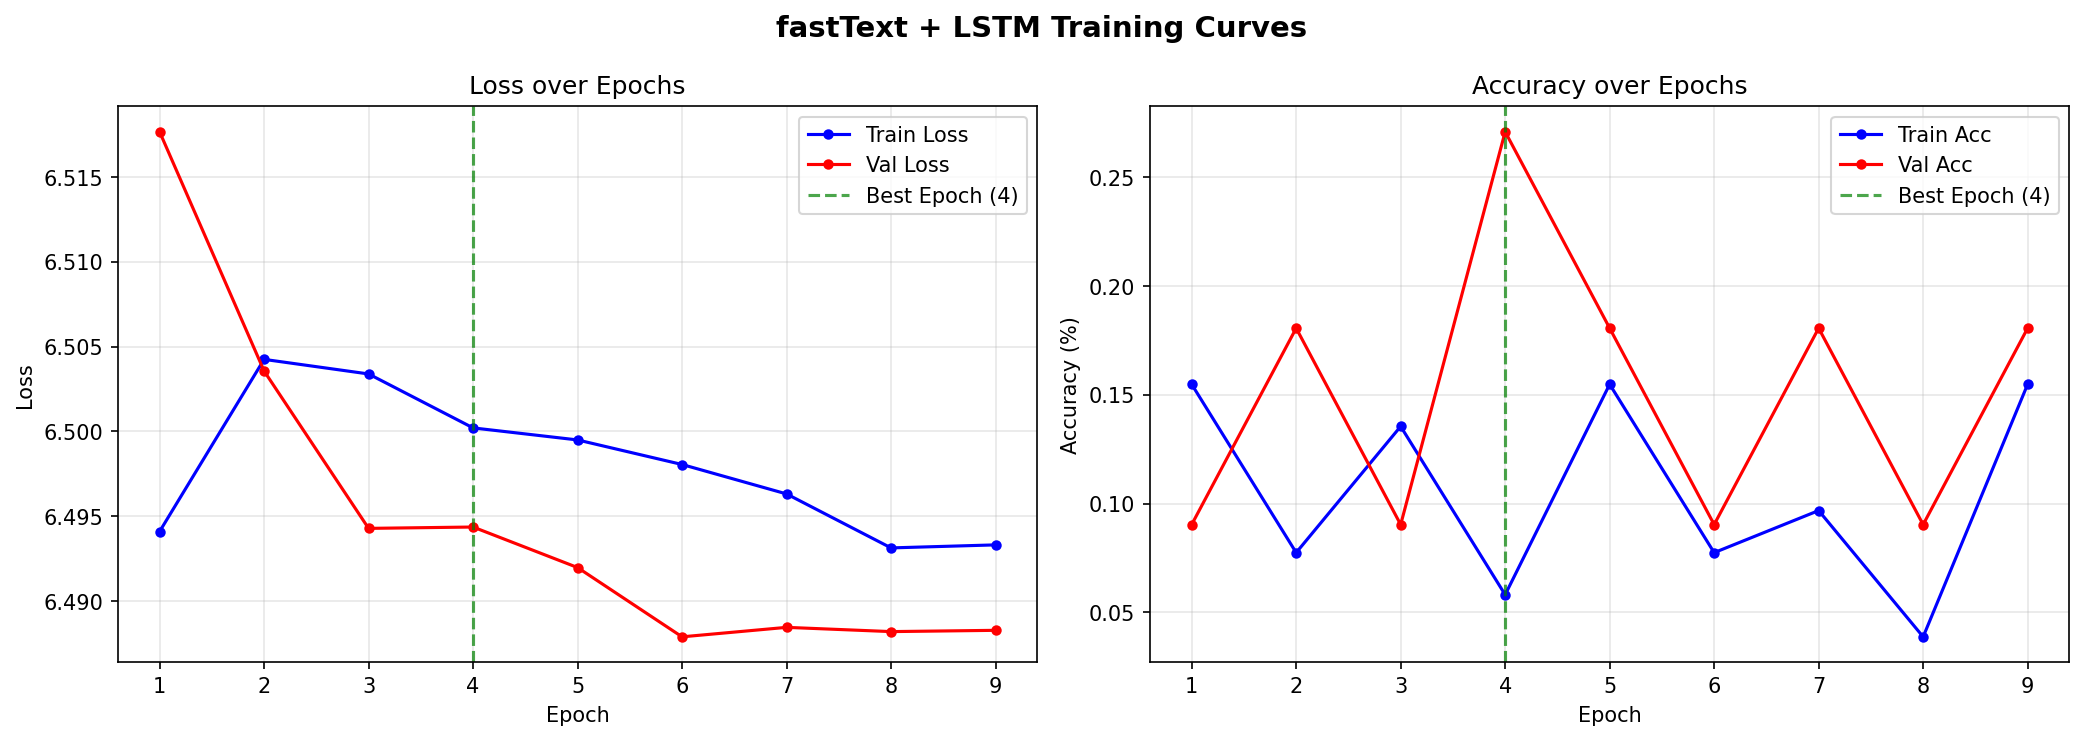 fastText + LSTM Training Curves
Loss over Epochs
Train Loss
Val Loss
Best Epoch (4)
6.515
6.510
6.505
6.500
6.495
6.490
Loss
1 2 3 4 5 6 7 8 9
Epoch
Accuracy over Epochs
Train Acc
Val Acc
Best Epoch (4)
0.25
0.20
0.15
0.10
0.05
Accuracy (%)
1 2 3 4 5 6 7 8 9
Epoch